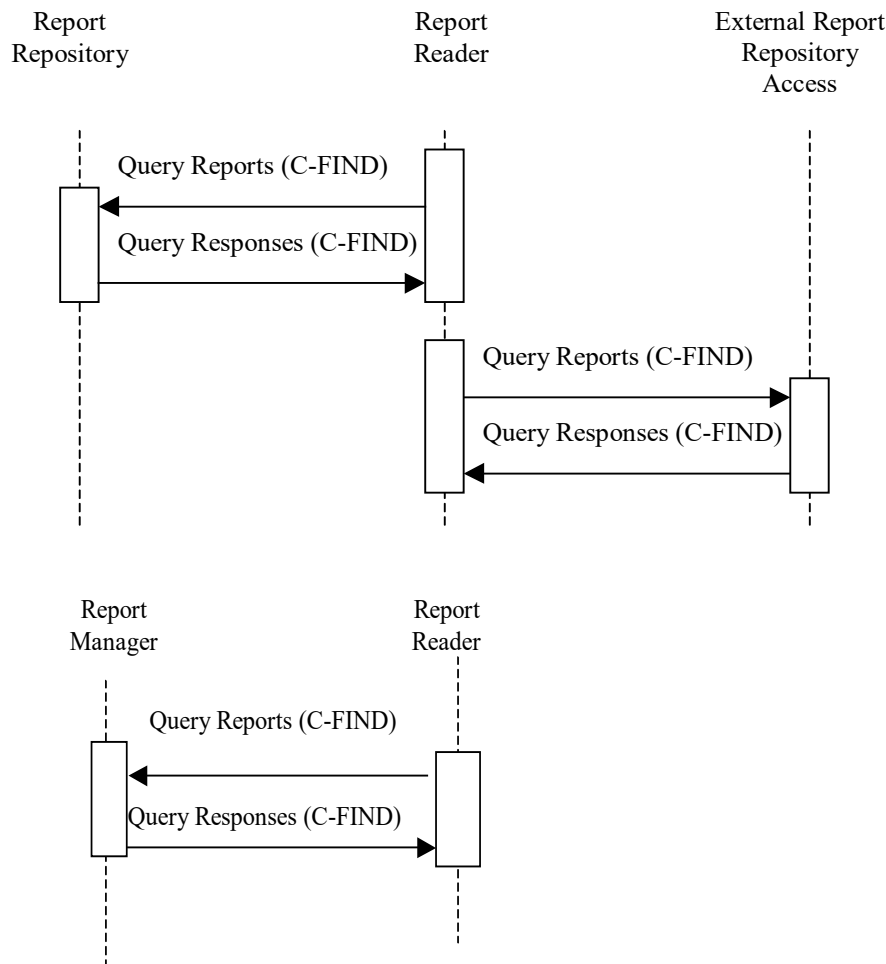 Report
Repository
Report
Reader
External Report
Repository
Access
Query Reports (C-FIND)
Query Responses (C-FIND)
Query Reports (C-FIND)
Query Responses (C-FIND)
Report
Manager
Report
Reader
Query Reports (C-FIND)
Query Responses (C-FIND)